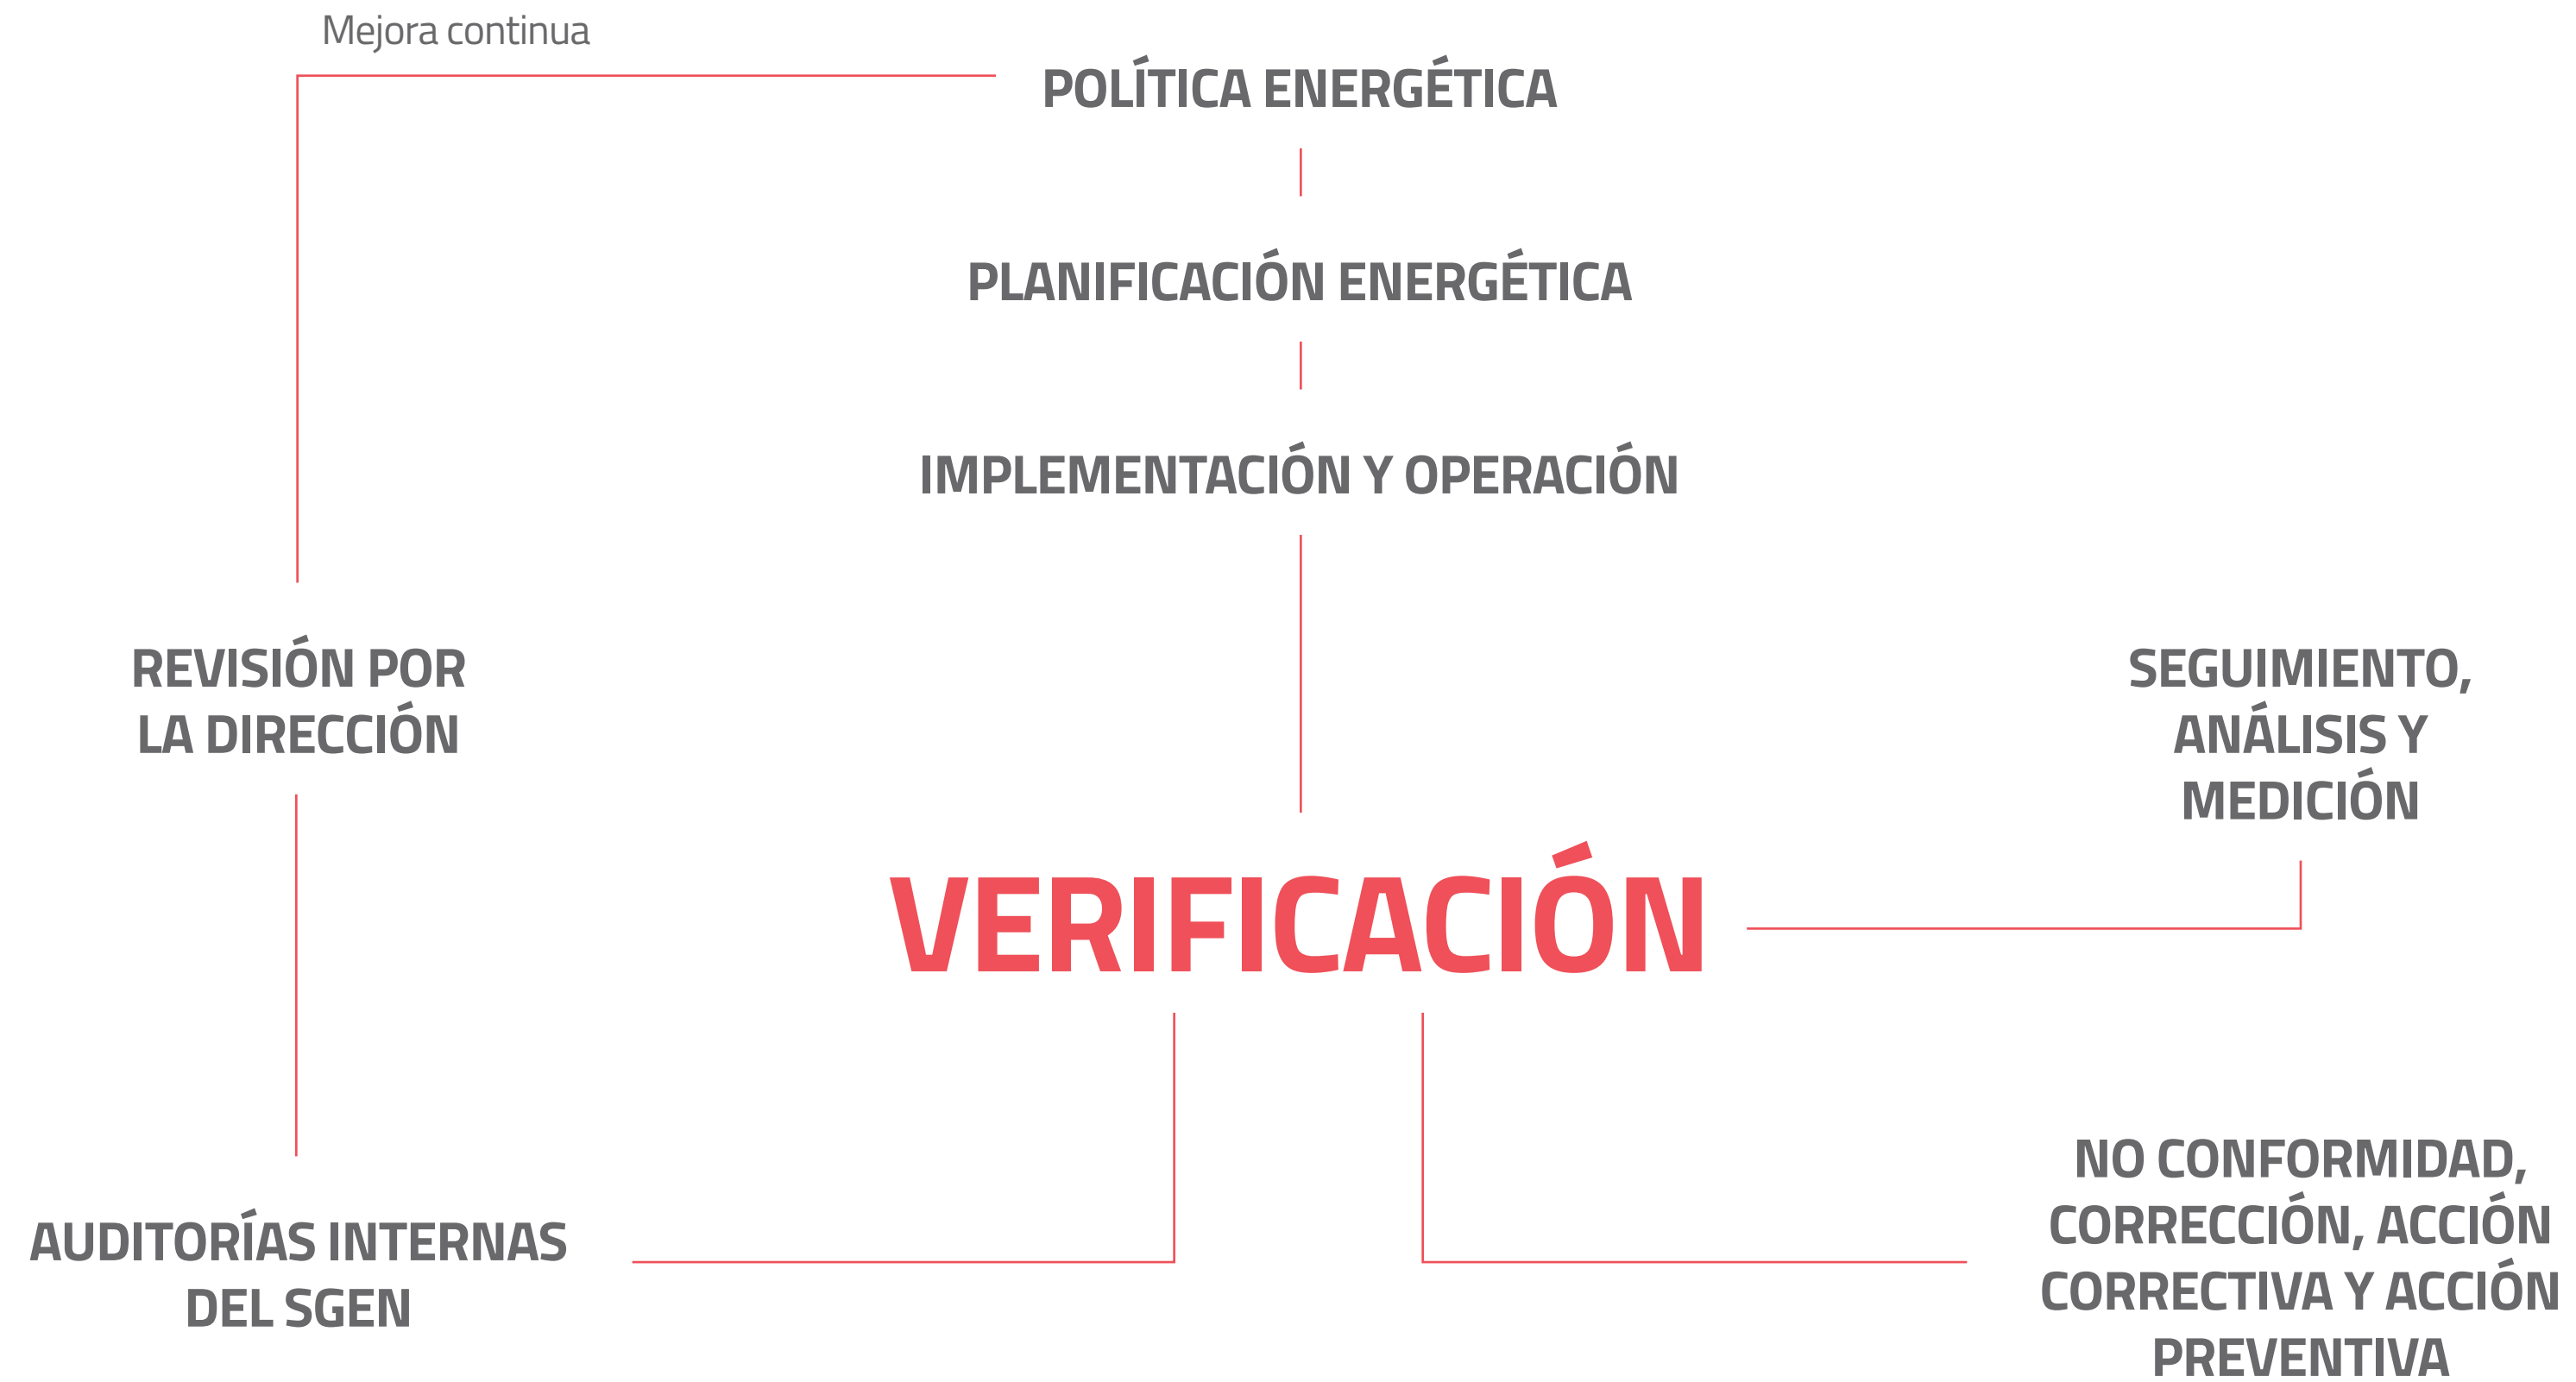 Mejora continua
POLÍTICA ENERGÉTICA
PLANIFICACIÓN ENERGÉTICA
IMPLEMENTACIÓN Y OPERACIÓN
REVISIÓN POR
LA DIRECCIÓN
SEGUIMIENTO,
ANÁLISIS Y
MEDICIÓN
VERIFICACIÓN
AUDITORÍAS INTERNAS
DEL SGEN
NO CONFORMIDAD,
CORRECCIÓN, ACCIÓN
CORRECTIVA Y ACCIÓN
PREVENTIVA